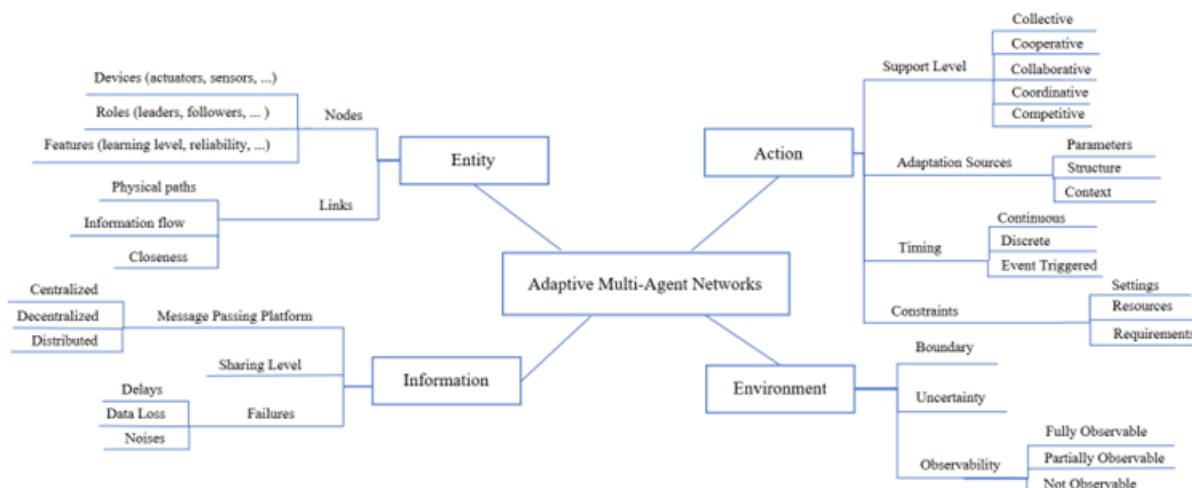 Adaptive Multi-Agent Networks
Entity
Nodes
Devices (actuators, sensors, ...)
Roles (leaders, followers, ... )
Features (learning level, reliability, ...)
Links
Physical paths
Information flow
Closeness
Information
Message Passing Platform
Centralized
Decentralized
Distributed
Sharing Level
Failures
Delays
Data Loss
Noises
Action
Support Level
Collective
Cooperative
Collaborative
Coordinative
Competitive
Adaptation Sources
Parameters
Structure
Context
Timing
Continuous
Discrete
Event Triggered
Constraints
Settings
Resources
Requirements
Environment
Boundary
Uncertainty
Observability
Fully Observable
Partially Observable
Not Observable